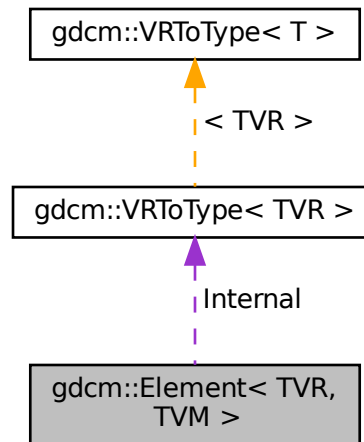 gdcm::VRToType< T >
< TVR >
gdcm::VRToType< TVR >
Internal
gdcm::Element< TVR,
TVM >